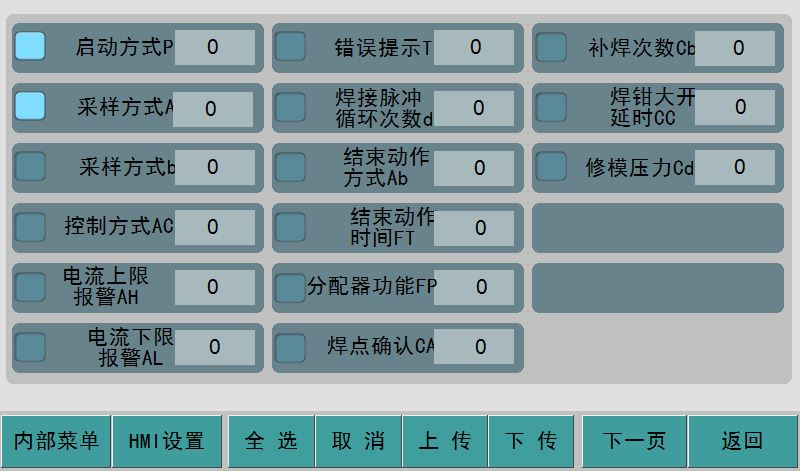 启动方式P
0
采样方式A
0
采样方式b
0
控制方式AC
0
电流上限
报警AH
0
电流下限
报警AL
0
错误提示T
0
焊接脉冲
循环次数d
0
结束动作
方式Ab
0
结束动作
时间FT
0
分配器功能FP
0
焊点确认CA
0
补焊次数Cb
0
焊钳大开
延时CC
0
修模压力Cd
0
内部菜单
HMI设置
全 选
取 消
上 传
下 传
下一页
返回